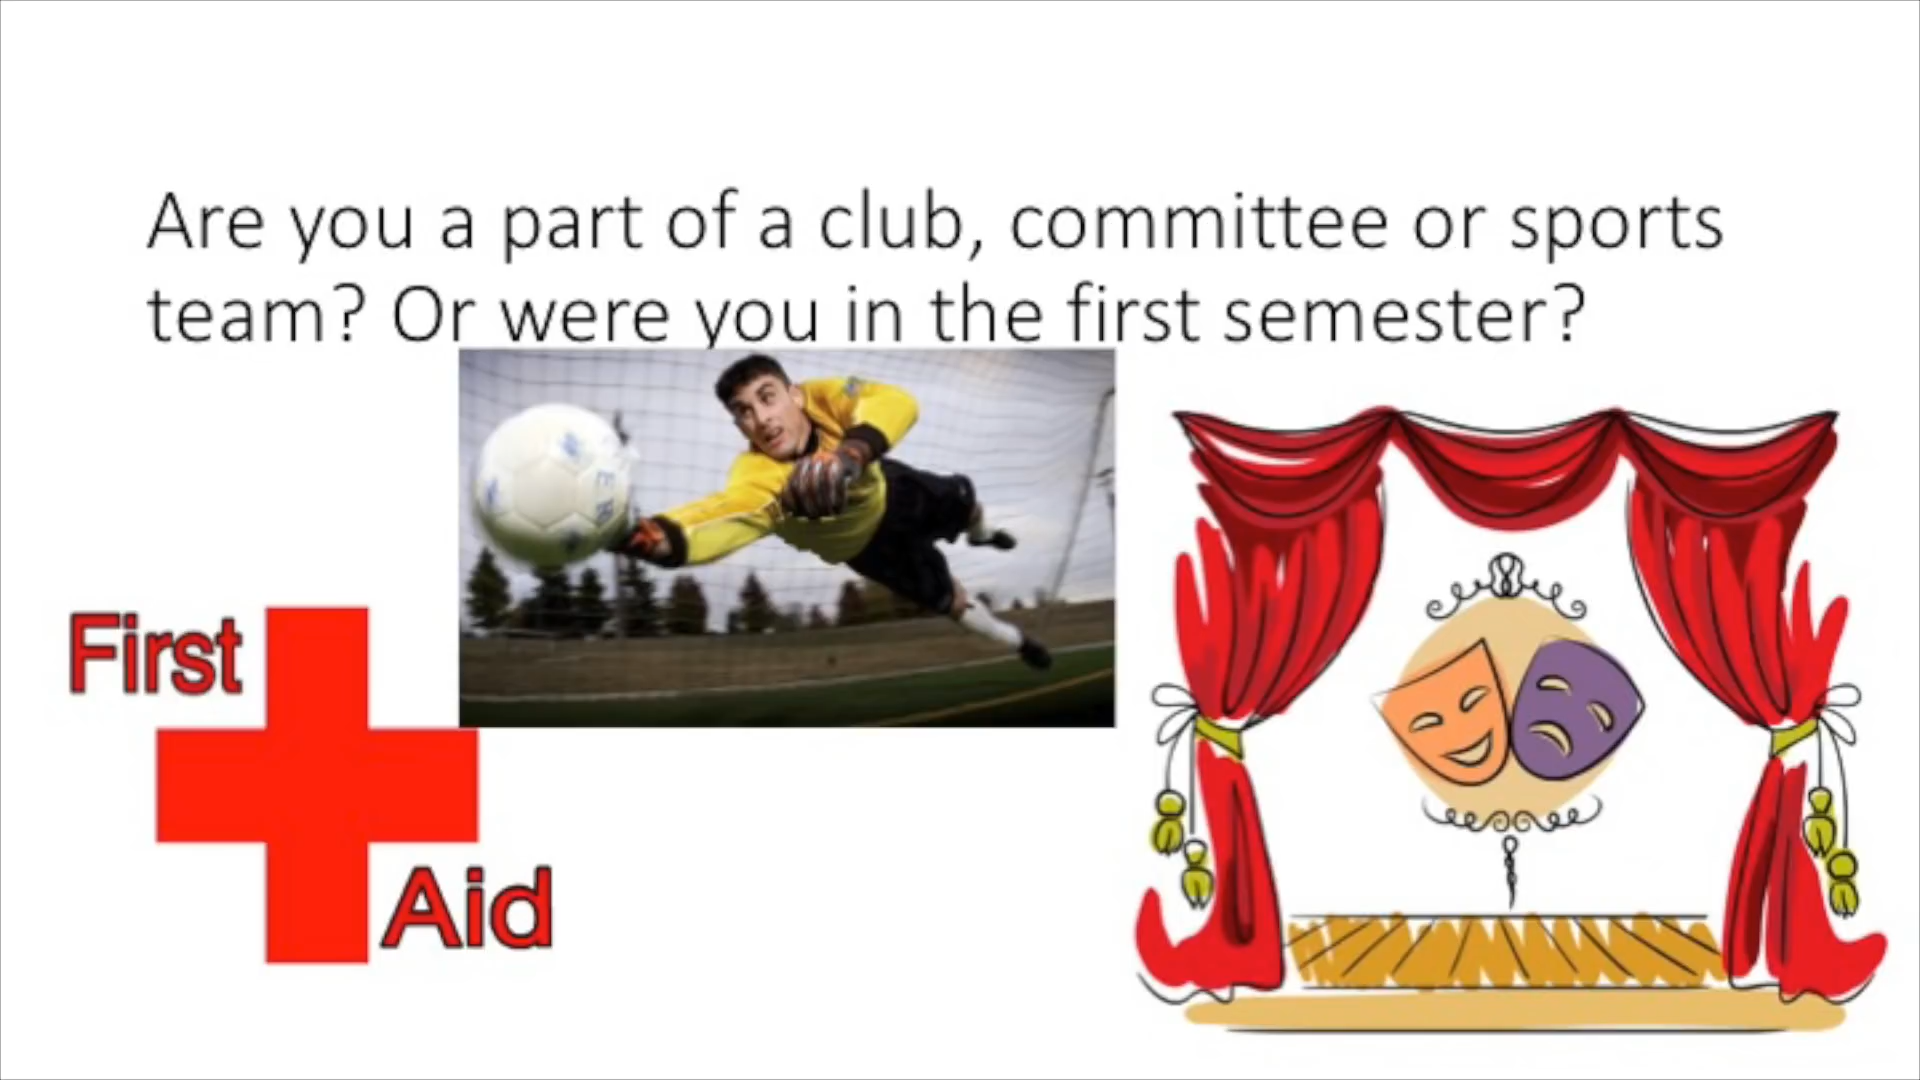 Are you a part of a club, committee or sports
team? Or were you in the first semester?
First
Aid